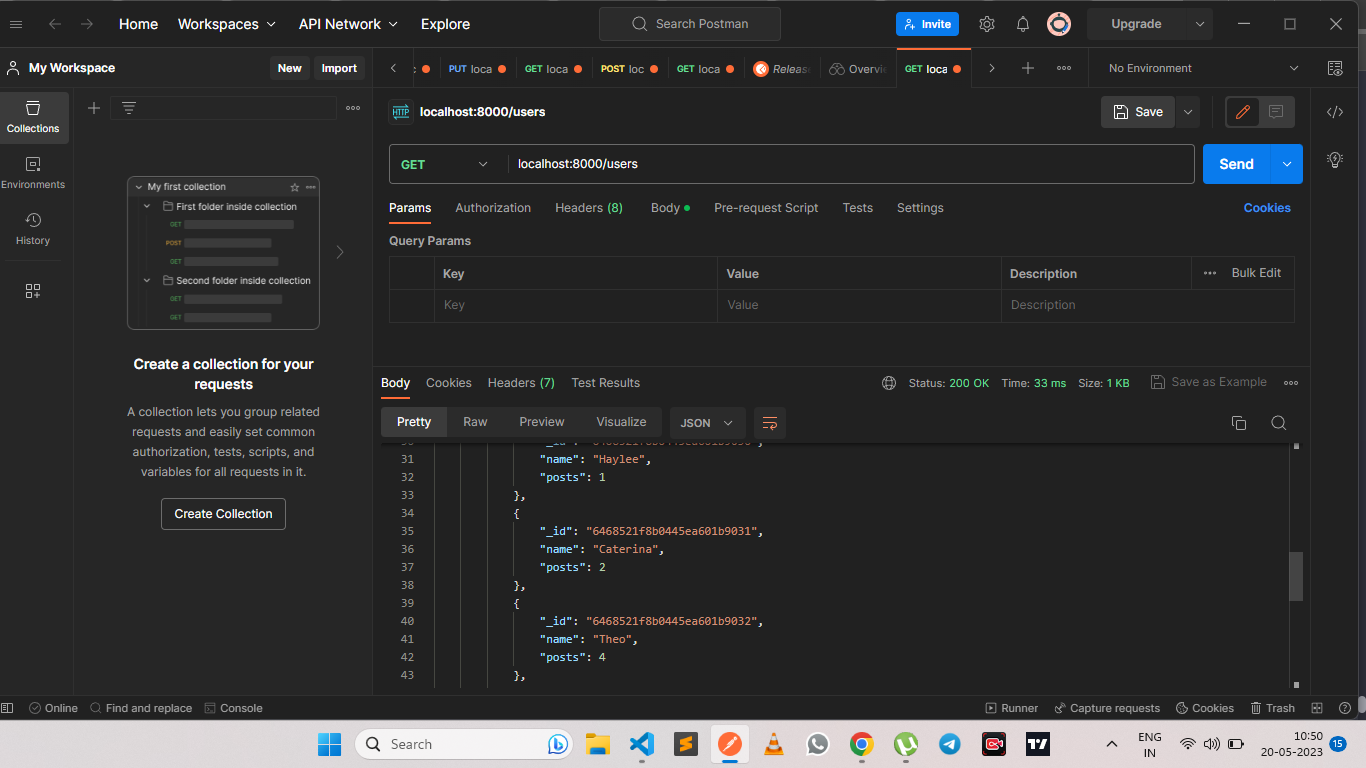 Home Workspaces API Network Explore Search Postman Invite Upgrade
My Workspace New Import
PUT loca GET loca POST loc GET loca Release Overvie GET loca No Environment
Collections
Environments
History
My first collection
First folder inside collection
GET
POST
GET
Second folder inside collection
GET
GET
Create a collection for your
requests
A collection lets you group related
requests and easily set common
authorization, tests, scripts, and
variables for all requests in it.
Create Collection
HTTP localhost:8000/users Save
GET localhost:8000/users Send
Params Authorization Headers (8) Body Pre-request Script Tests Settings Cookies
Query Params
Key Value Description Bulk Edit
Key Value Description
Body Cookies Headers (7) Test Results Status: 200 OK Time: 33 ms Size: 1 KB Save as Example
Pretty Raw Preview Visualize JSON
31 "name": "Haylee",
32 "posts": 1
33 },
34 {
35 "_id": "6468521f8b0445ea601b9031",
36 "name": "Caterina",
37 "posts": 2
38 },
39 {
40 "_id": "6468521f8b0445ea601b9032",
41 "name": "Theo",
42 "posts": 4
43 },
Online Find and replace Console Runner Capture requests Cookies Trash
Search
ENG
IN
10:50
20-05-2023
15